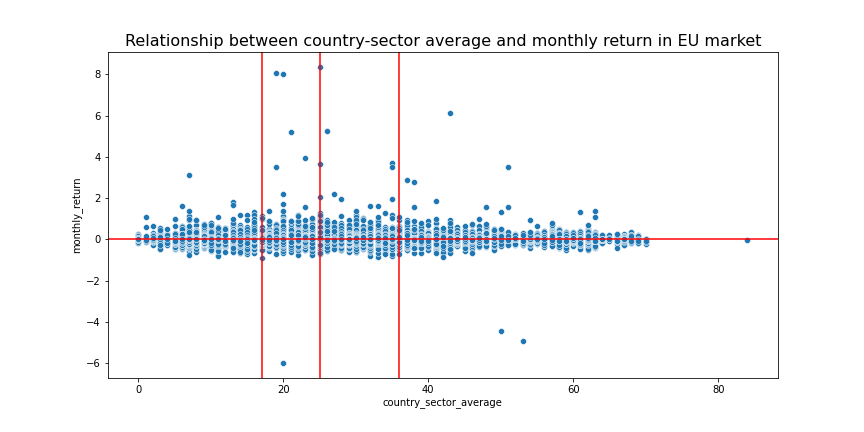 Relationship between country-sector average and monthly return in EU market
8
6
4
2
0
−2
−4
−6
monthly_return
0 20 40 60 80
country_sector_average